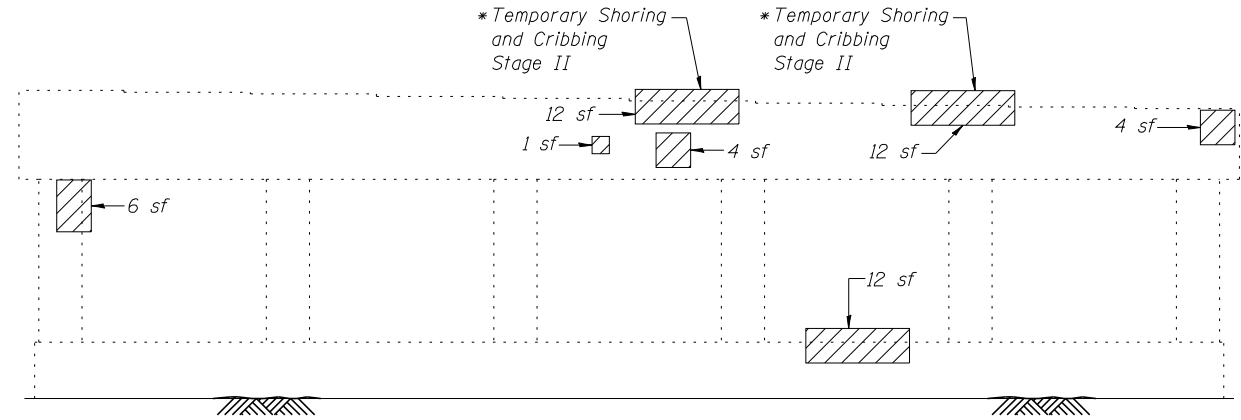 * Temporary Shoring
and Cribbing
Stage II
* Temporary Shoring
and Cribbing
Stage II
12 sf
1 sf
4 sf
12 sf
4 sf
6 sf
12 sf